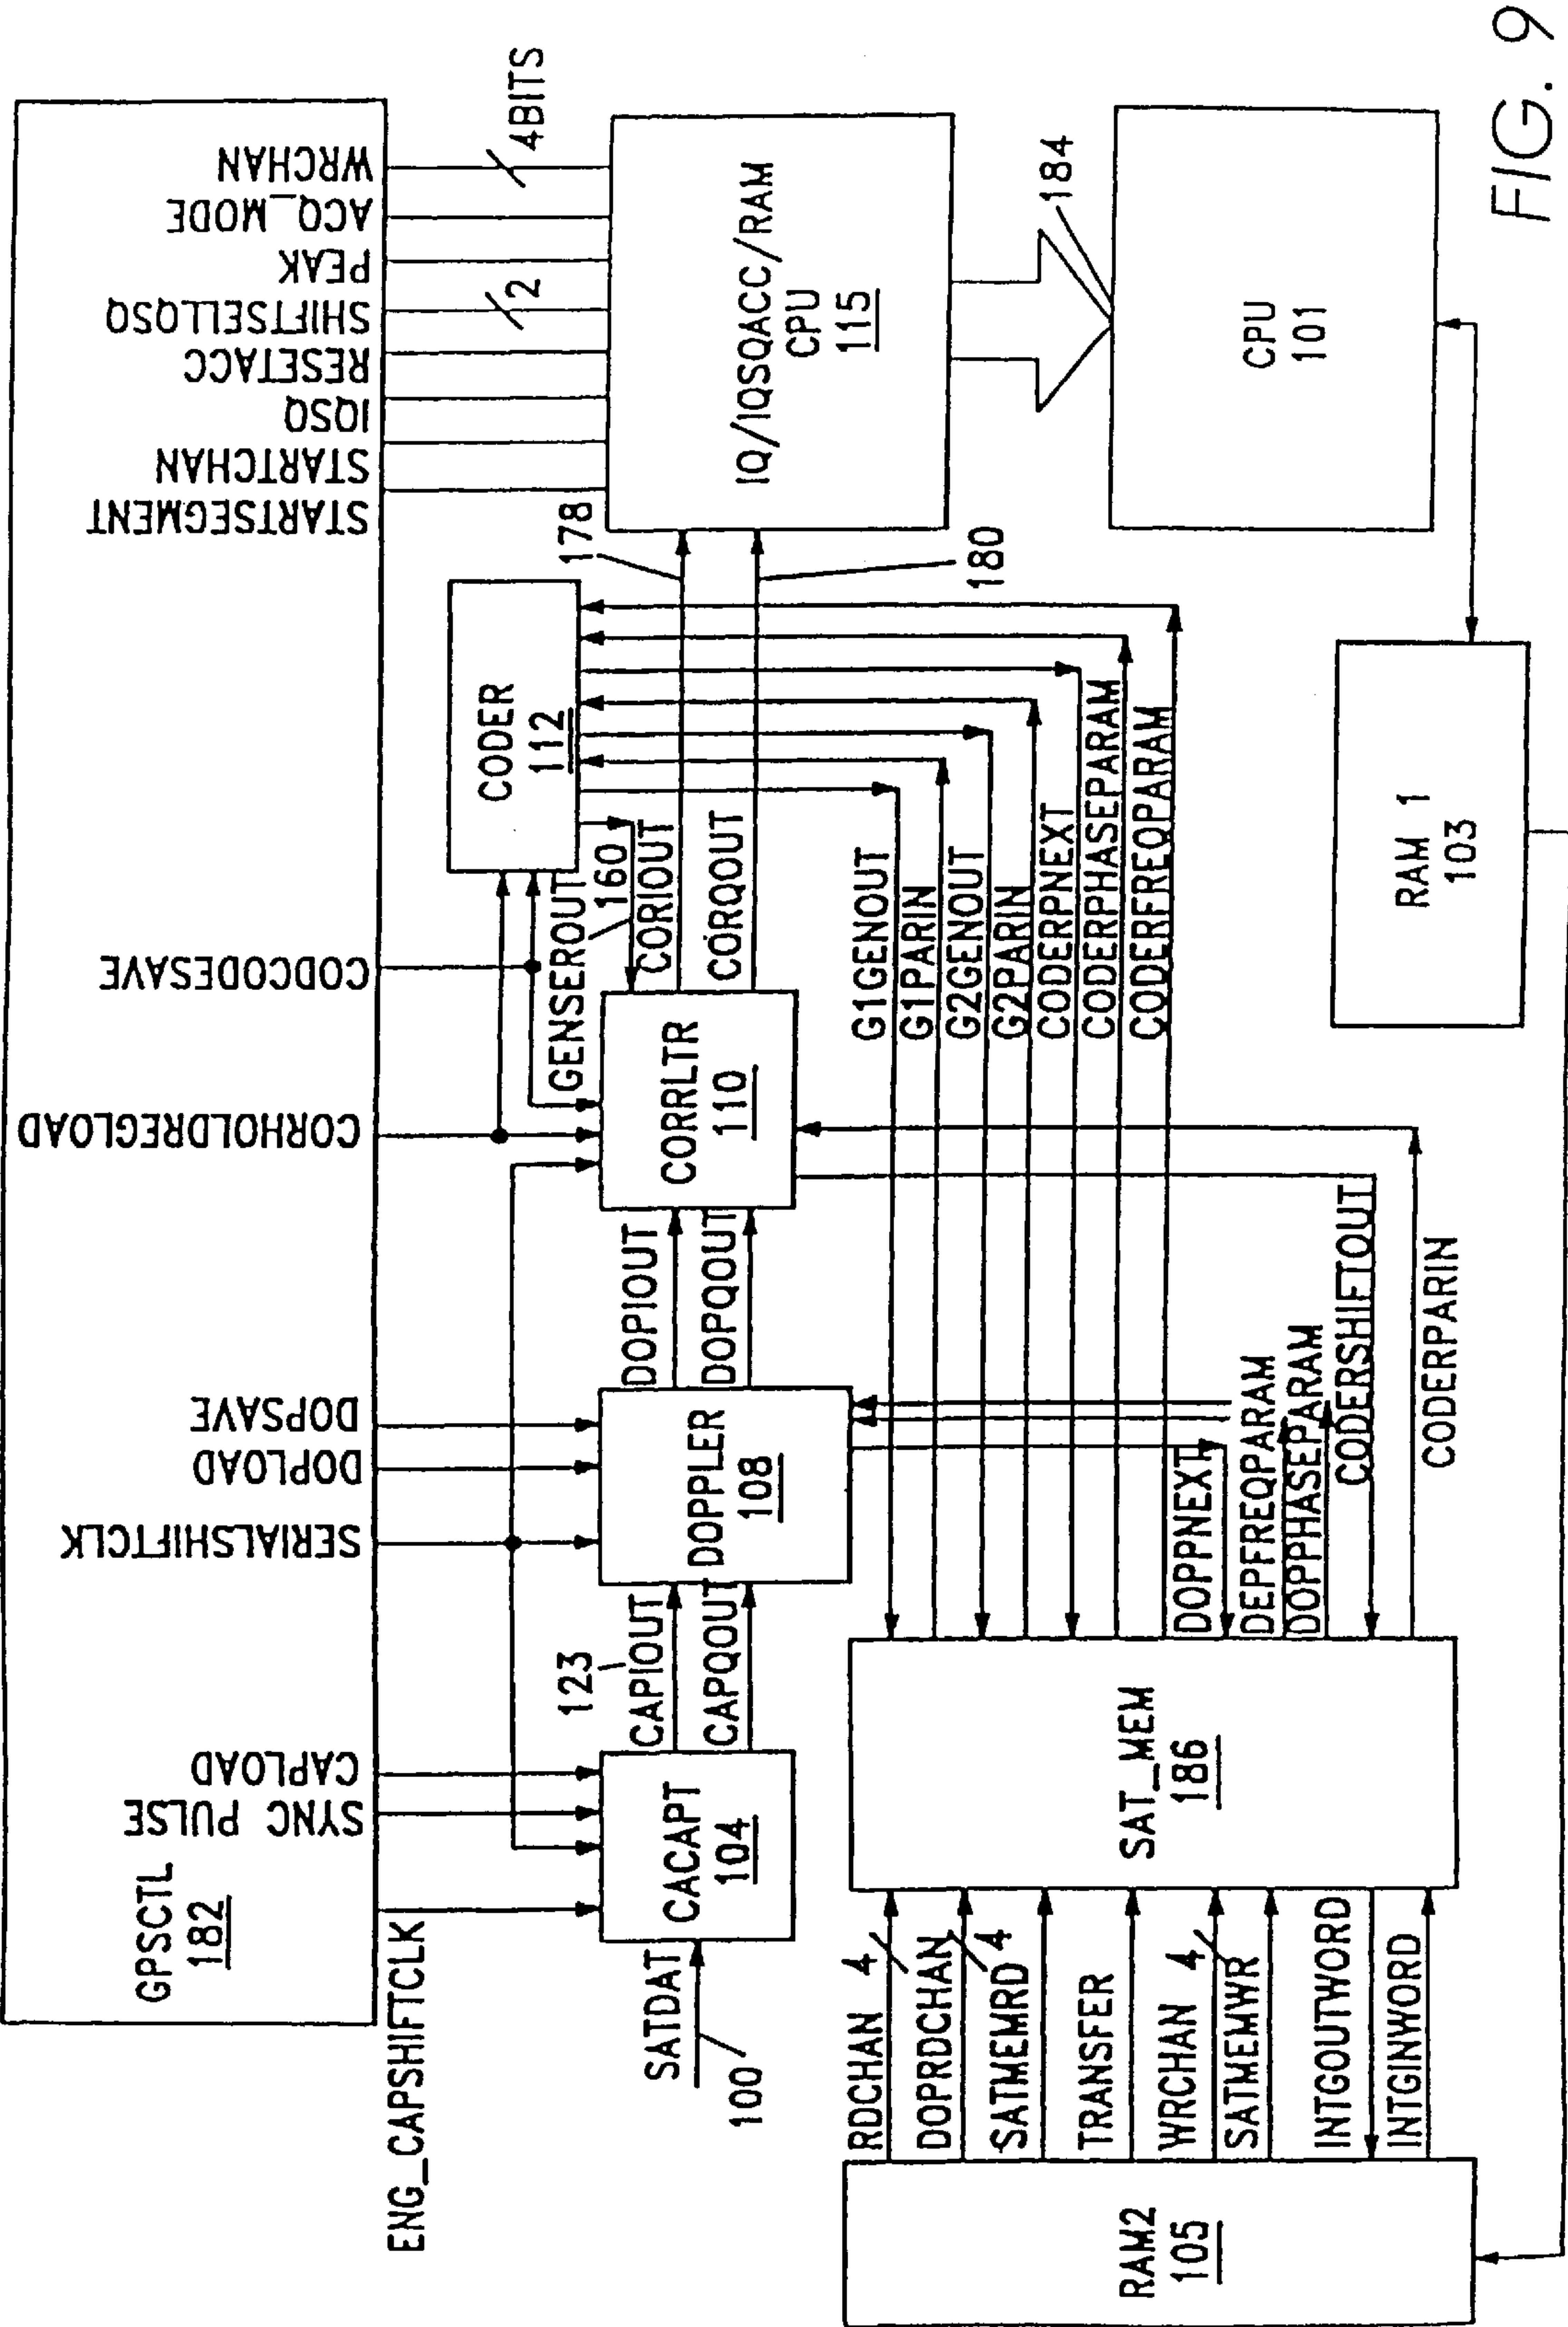 GPSCTL
182
ENG_CAPSHIFTCLK
SYNC PULSE
CAPLOAD
SERIALSHIFTCLK
DOPLOAD
DOPSAVE
CORHOLDREGLOAD
CODCODESAVE
STARTSEGMENT
STARTCHAN
IQSQ
RESETACC
SHIFTSELLQSQ
PEAK
ACQ_MODE
WRCHAN
2
4BITS
SATDAT
100
CACAPT
104
123
CAPIOUT
CAPQOUT
DOPPLER
108
DOPIOUT
DOPQOUT
CORRLTR
110
GENSEROUT
160
CORIOUT
CORQOUT
CODER
112
178
180
IQ/IQSQACC/RAM
CPU
115
184
CPU
101
RAM 1
103
G1GENOUT
G1PARIN
G2GENOUT
G2PARIN
CODERPNEXT
CODERPHASEPARAM
CODERFREQPARAM
DOPPNEXT
DEPFREQPARAM
DOPPHASEPARAM
CODERSHIFTOUT
CODERPARIN
SAT_MEM
186
RDCHAN 4
DOPRDCHAN
SATMEMRD 4
TRANSFER
WRCHAN 4
SATMEMWR
INTGOUTWORD
INTGINWORD
RAM2
105
FIG. 9